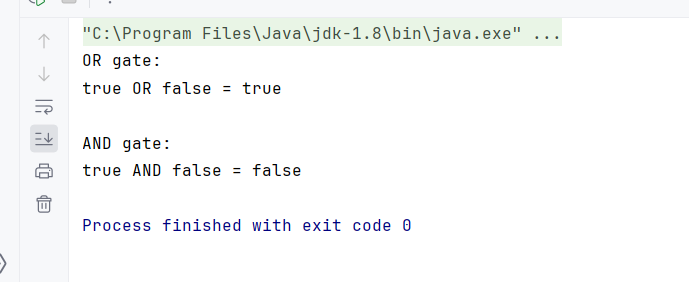 "C:\Program Files\Java\jdk-1.8\bin\java.exe" ...
OR gate:
true OR false = true
AND gate:
true AND false = false
Process finished with exit code 0